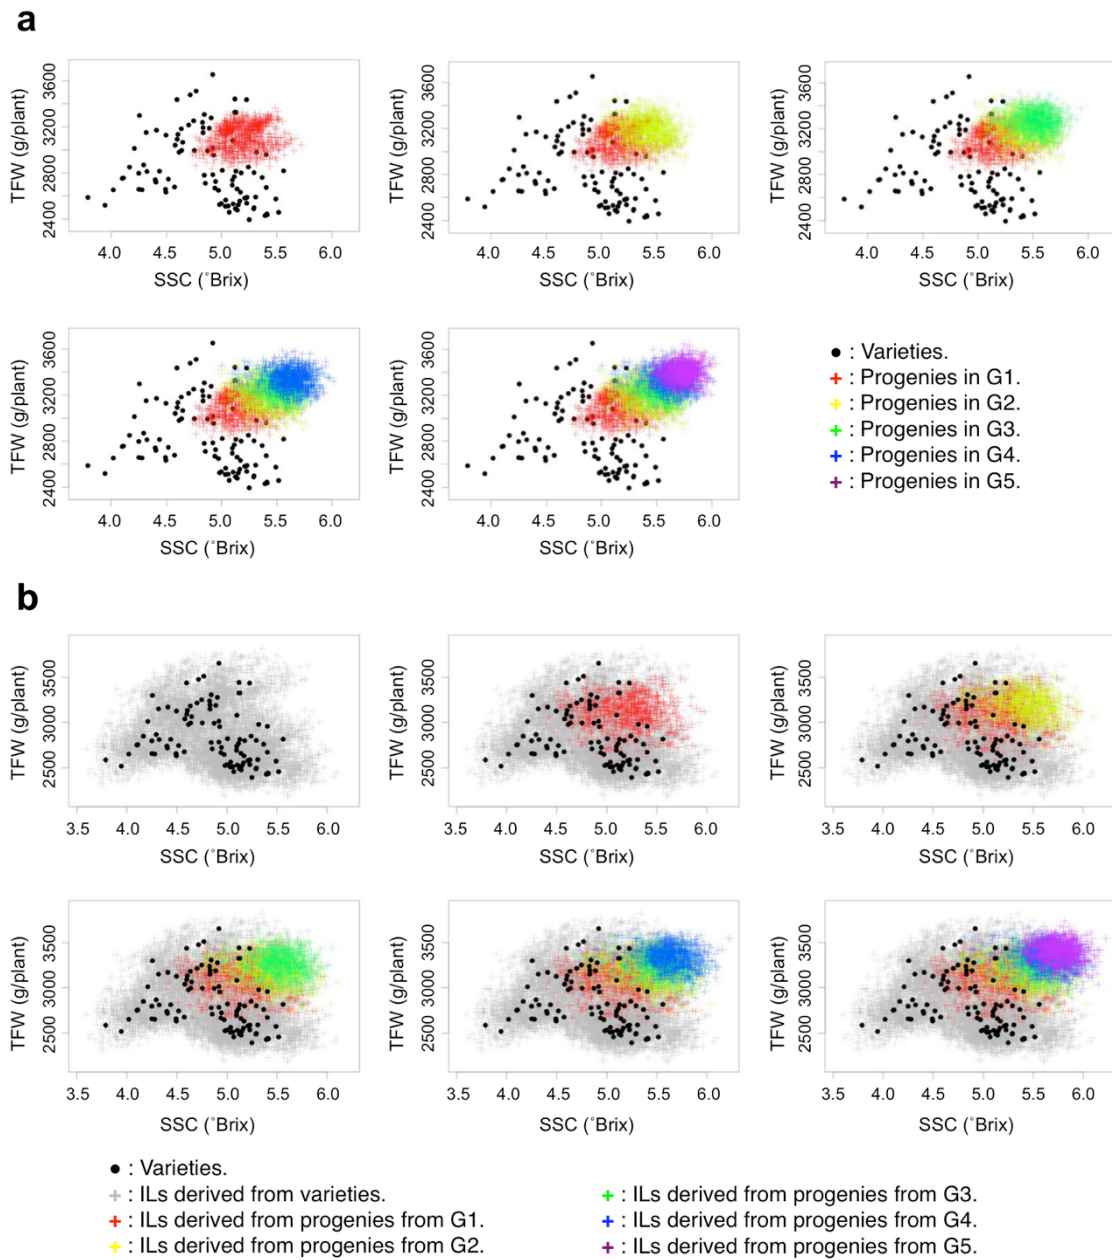 a
TFW (g/plant)
2400 2800 3200 3600
4.0 4.5 5.0 5.5 6.0
SSC (°Brix)
TFW (g/plant)
2400 2800 3200 3600
4.0 4.5 5.0 5.5 6.0
SSC (°Brix)
TFW (g/plant)
2400 2800 3200 3600
4.0 4.5 5.0 5.5 6.0
SSC (°Brix)
TFW (g/plant)
2400 2800 3200 3600
4.0 4.5 5.0 5.5 6.0
SSC (°Brix)
TFW (g/plant)
2400 2800 3200 3600
4.0 4.5 5.0 5.5 6.0
SSC (°Brix)
: Varieties.
: Progenies in G1.
: Progenies in G2.
: Progenies in G3.
: Progenies in G4.
: Progenies in G5.
b
TFW (g/plant)
2500 3000 3500
3.5 4.0 4.5 5.0 5.5 6.0
SSC (°Brix)
TFW (g/plant)
2500 3000 3500
3.5 4.0 4.5 5.0 5.5 6.0
SSC (°Brix)
TFW (g/plant)
2500 3000 3500
3.5 4.0 4.5 5.0 5.5 6.0
SSC (°Brix)
TFW (g/plant)
2500 3000 3500
3.5 4.0 4.5 5.0 5.5 6.0
SSC (°Brix)
TFW (g/plant)
2500 3000 3500
3.5 4.0 4.5 5.0 5.5 6.0
SSC (°Brix)
TFW (g/plant)
2500 3000 3500
3.5 4.0 4.5 5.0 5.5 6.0
SSC (°Brix)
: Varieties.
: ILs derived from varieties.
: ILs derived from progenies from G1.
: ILs derived from progenies from G2.
: ILs derived from progenies from G3.
: ILs derived from progenies from G4.
: ILs derived from progenies from G5.